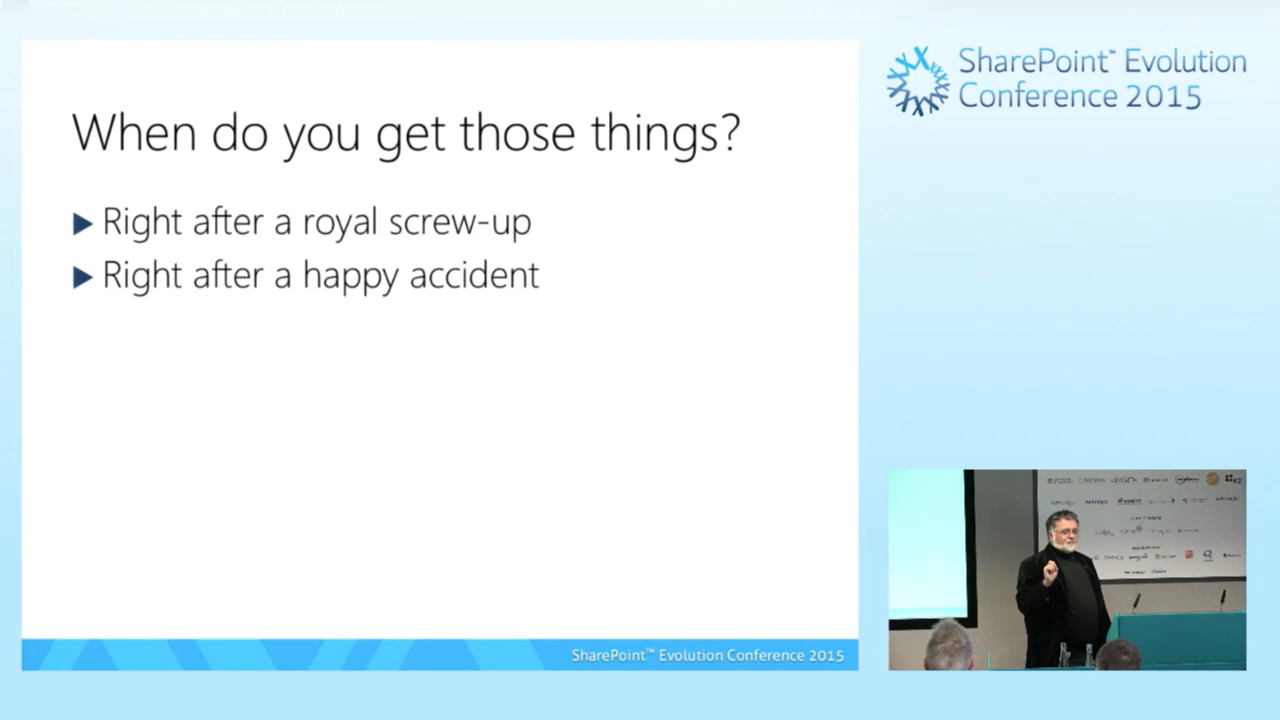 When do you get those things?
Right after a royal screw-up
Right after a happy accident
SharePoint™ Evolution Conference 2015
SharePoint™ Evolution
Conference 2015